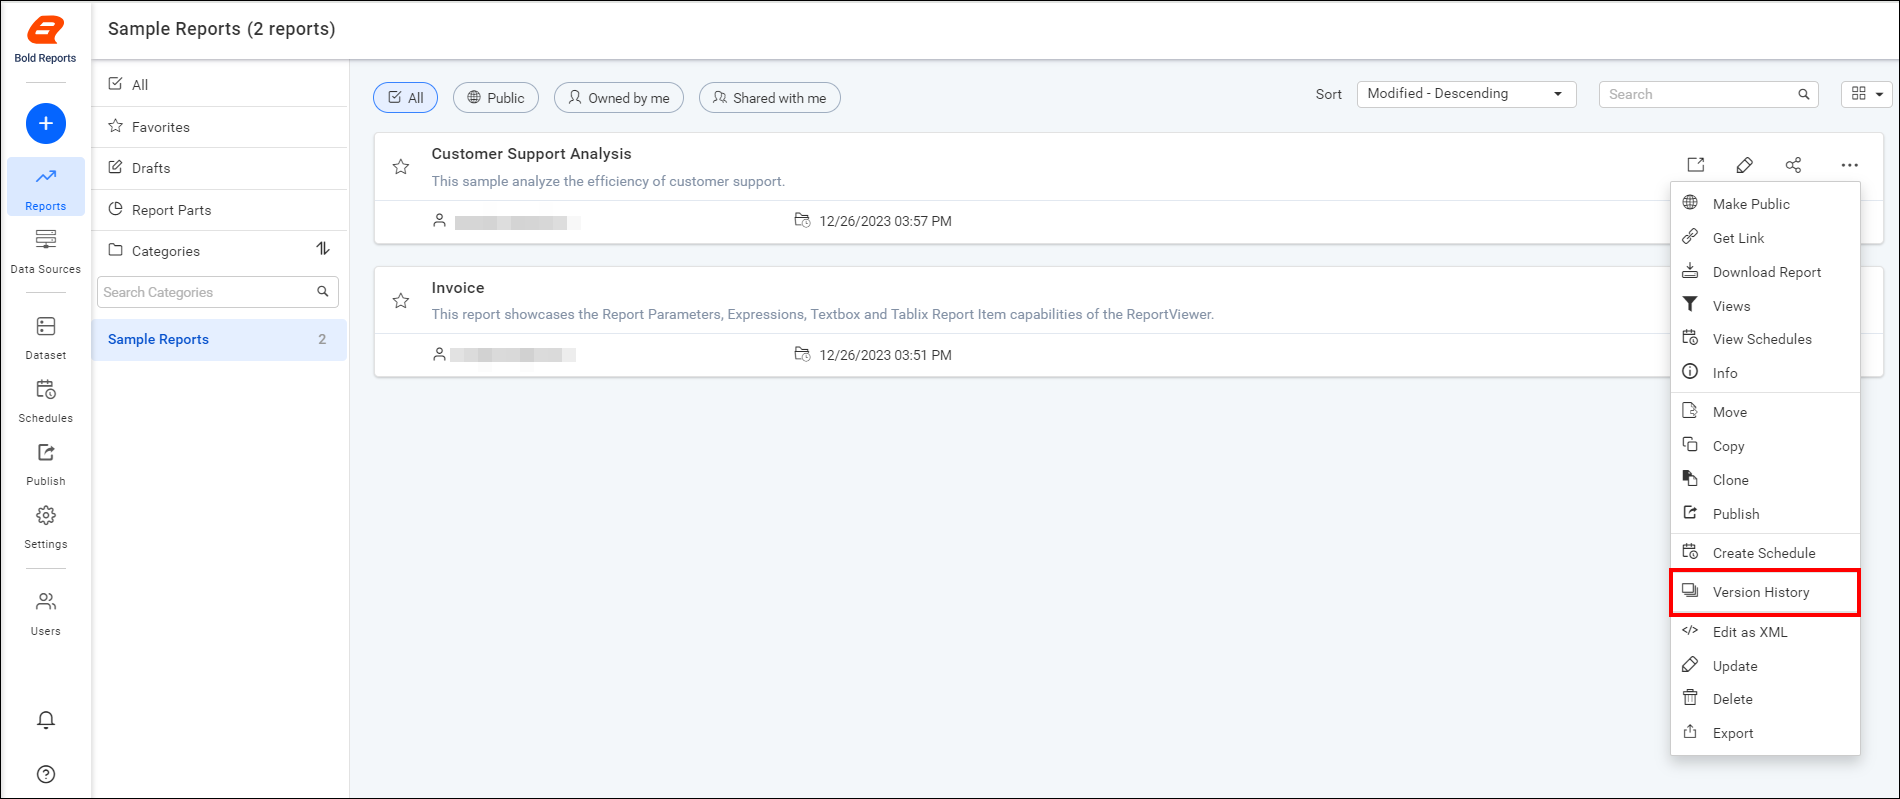 Bold Reports
Reports
Data Sources
Dataset
Schedules
Publish
Settings
Users
Sample Reports (2 reports)
All
Favorites
Drafts
Report Parts
Categories
Search Categories
Sample Reports 2
All Public Owned by me Shared with me
Sort Modified - Descending Search
Customer Support Analysis
This sample analyze the efficiency of customer support.
12/26/2023 03:57 PM
Invoice
This report showcases the Report Parameters, Expressions, Textbox and Tablix Report Item capabilities of the ReportViewer.
12/26/2023 03:51 PM
Make Public
Get Link
Download Report
Views
View Schedules
Info
Move
Copy
Clone
Publish
Create Schedule
Version History
Edit as XML
Update
Delete
Export